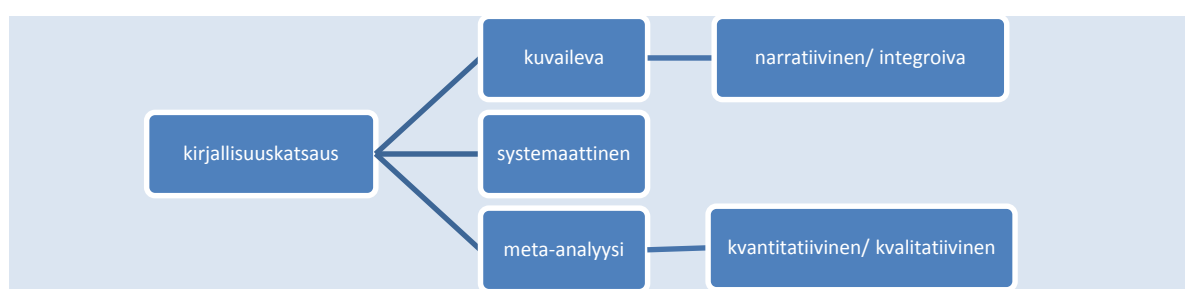 kuvaileva
narratiivinen/ integroiva
kirjallisuuskatsaus
systemaattinen
meta-analyysi
kvantitatiivinen/ kvalitatiivinen